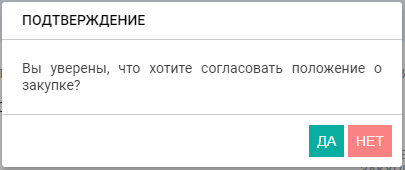 ПОДТВЕРЖДЕНИЕ
Вы уверены, что хотите согласовать положение о
закупке?
ДА НЕТ